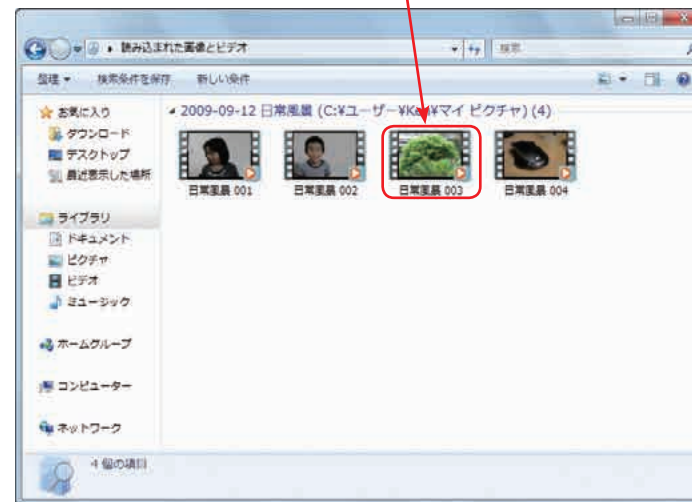 読み込まれた画像とビデオ
検索
整理 検索条件を保存 新しい条件
お気に入り
ダウンロード
デスクトップ
最近表示した場所
ライブラリ
ドキュメント
ピクチャ
ビデオ
ミュージック
ホームグループ
コンピューター
ネットワーク
2009-09-12 日常風景 (C:¥ユーザー¥Ken¥マイ ピクチャ) (4)
日常風景 001 日常風景 002 日常風景 003 日常風景 004
4 個の項目